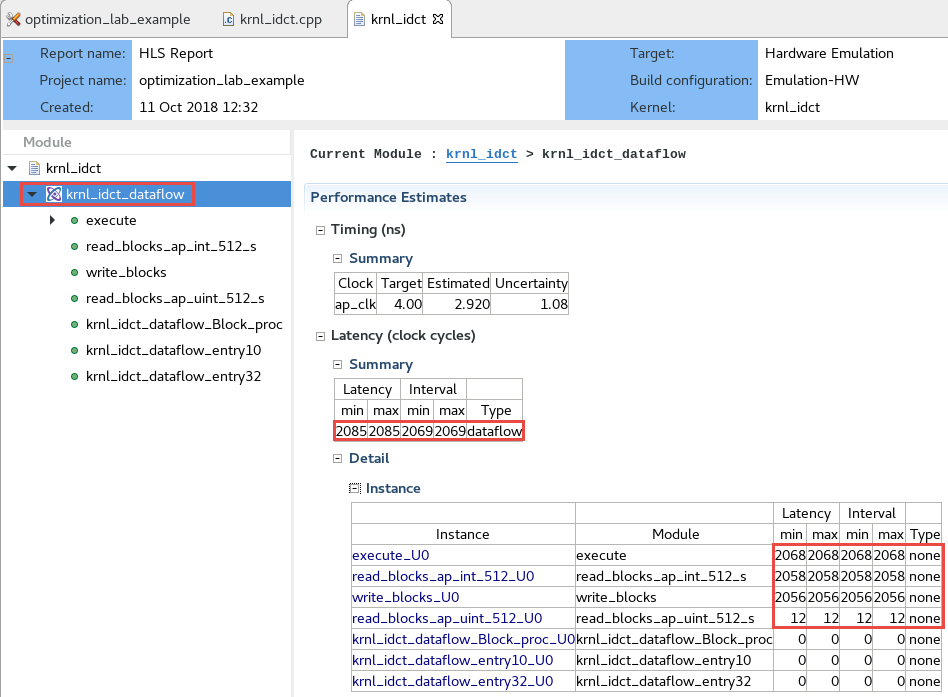 optimization_lab_example krnl_idct.cpp krnl_idct
Report name: HLS Report Target: Hardware Emulation
Project name: optimization_lab_example Build configuration: Emulation-HW
Created: 11 Oct 2018 12:32 Kernel: krnl_idct
Module
krnl_idct
krnl_idct_dataflow
execute
read_blocks_ap_int_512_s
write_blocks
read_blocks_ap_uint_512_s
krnl_idct_dataflow_Block_proc
krnl_idct_dataflow_entry10
krnl_idct_dataflow_entry32
Current Module : krnl_idct > krnl_idct_dataflow
Performance Estimates
Timing (ns)
Summary
Clock Target Estimated Uncertainty
ap_clk 4.00 2.920 1.08
Latency (clock cycles)
Summary
Latency Interval
min max min max Type
2085 2085 2069 2069 dataflow
Detail
Instance
Latency Interval
Instance Module min max min max Type
execute_U0 execute 2068 2068 2068 2068 none
read_blocks_ap_int_512_U0 read_blocks_ap_int_512_s 2058 2058 2058 2058 none
write_blocks_U0 write_blocks 2056 2056 2056 2056 none
read_blocks_ap_uint_512_U0 read_blocks_ap_uint_512_s 12 12 12 12 none
krnl_idct_dataflow_Block_proc_U0 krnl_idct_dataflow_Block_proc 0 0 0 0 none
krnl_idct_dataflow_entry10_U0 krnl_idct_dataflow_entry10 0 0 0 0 none
krnl_idct_dataflow_entry32_U0 krnl_idct_dataflow_entry32 0 0 0 0 none